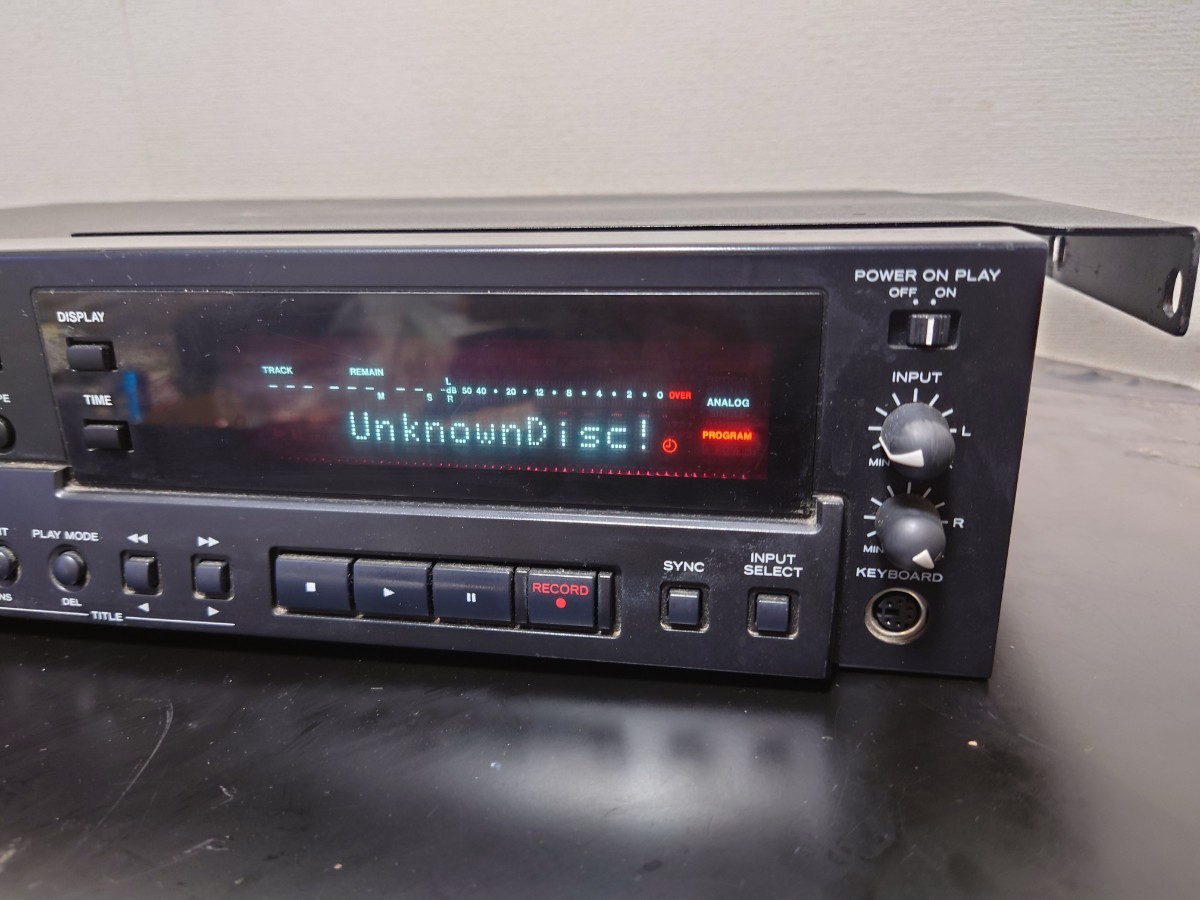 POWER ON PLAY
OFF ON
DISPLAY
TRACK REMAIN L
-dB 50 40 • 20 • 12 • 8 • 4 • 2 • 0 OVER
M S R
ANALOG
INPUT
TIME
UnknownDisc!
PROGRAM
L
MIN
R
MIN
PLAY MODE ◀◀ ▶▶
DEL ◀ ▶
TITLE
■ ▶ ⏸ RECORD ●
SYNC
INPUT
SELECT
KEYBOARD